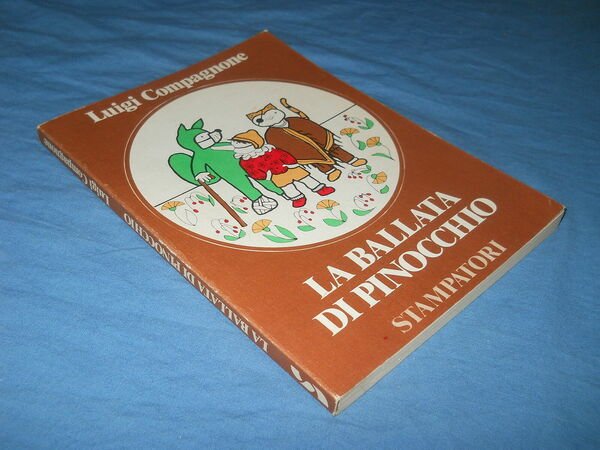 Luigi Compagnone
LA BALLATA
DI PINOCCHIO
STAMPATORI
Luigi Compagnone
LA BALLATA DI PINOCCHIO
S